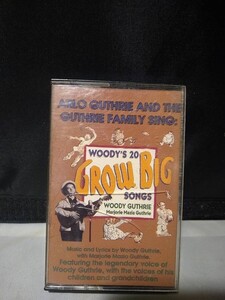 ARLO GUTHRIE AND THE
GUTHRIE FAMILY SING:
WOODY'S 20
GROW BIG
SONGS
WOODY GUTHRIE
Marjorie Mazia Guthrie
Music and Lyrics by Woody Guthrie,
with Marjorie Mazia Guthrie
Featuring the legendary voice of
Woody Guthrie, with the voices of his
children and grandchildren